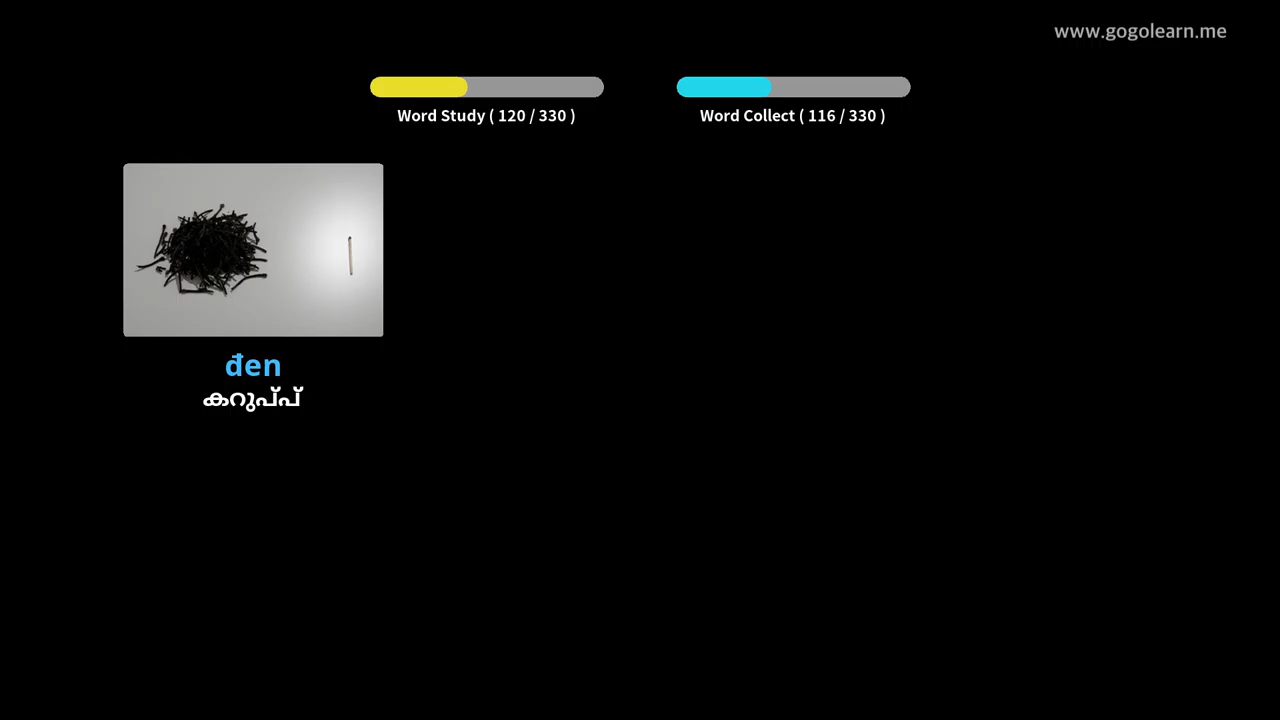 www.gogolearn.me
Word Study ( 120 / 330 )
Word Collect ( 116 / 330 )
đen
കറുപ്പ്